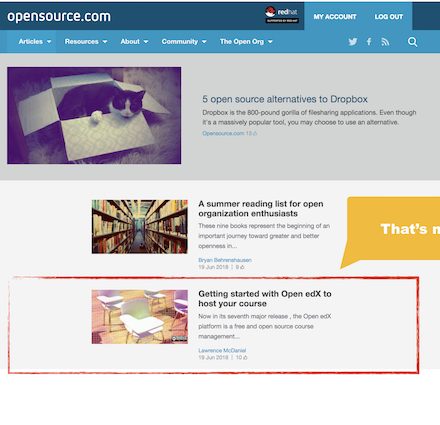 opensource.com
redhat
SUPPORTED BY RED HAT
MY ACCOUNT
LOG OUT
Articles
Resources
About
Community
The Open Org
5 open source alternatives to Dropbox
Dropbox is the 800-pound gorilla of filesharing applications. Even though
it's a massively popular tool, you may choose to use an alternative.
Opensource.com 13
A summer reading list for open
organization enthusiasts
These nine books represent the beginning of an
important journey toward greater and better
openness in...
Bryan Behrenshausen
19 Jun 2018 | 9
That's m
Getting started with Open edX to
host your course
Now in its seventh major release , the Open edX
platform is a free and open source course
management...
Lawrence McDaniel
19 Jun 2018 | 10